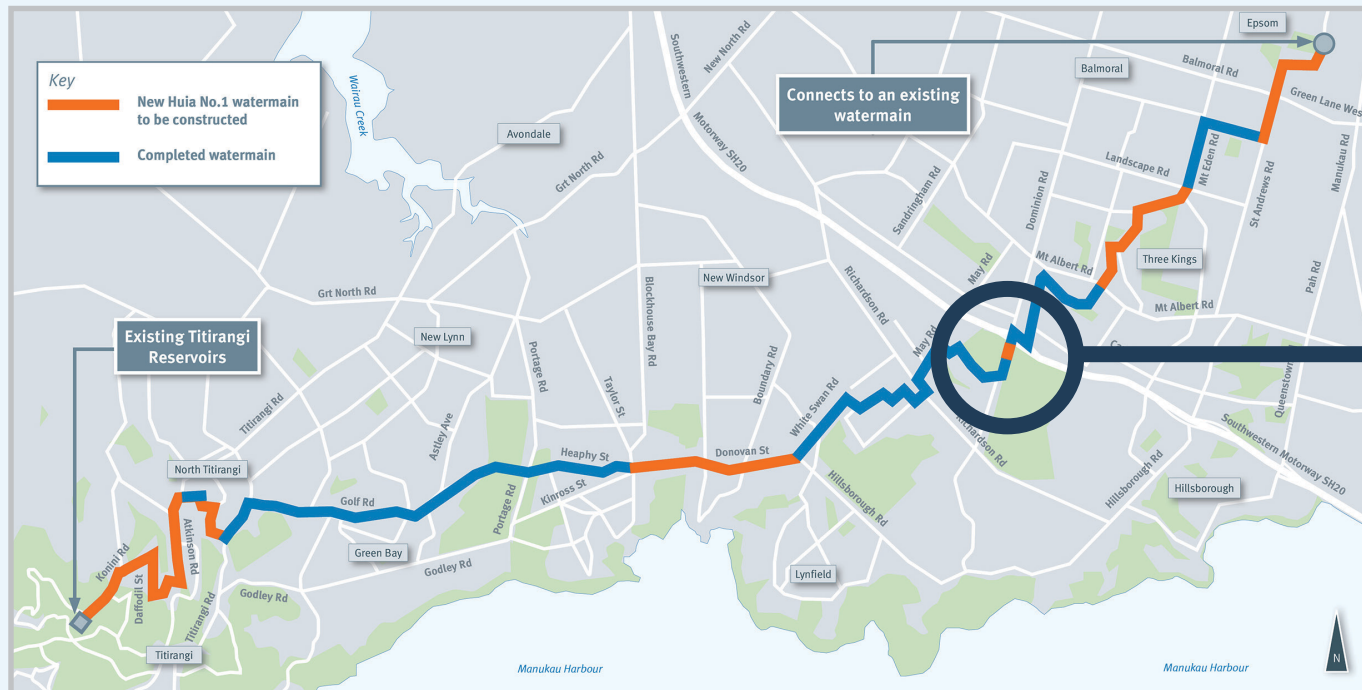 Key
New Huia No.1 watermain
to be constructed
Completed watermain
Existing Titirangi
Reservoirs
Connects to an existing
watermain
Epsom
Balmoral
Balmoral Rd
Green Lane West
Manukau Rd
Mt Eden Rd
St Andrews Rd
Landscape Rd
Pah Rd
Three Kings
Mt Albert Rd
Mt Albert Rd
Dominion Rd
Sandringham Rd
May Rd
New North Rd
Southwestern
Motorway SH20
Wairau Creek
Avondale
Grt North Rd
Grt North Rd
New Windsor
Richardson Rd
May Rd
Blockhouse Bay Rd
Boundary Rd
White Swan Rd
New Lynn
Portage Rd
Taylor St
Titirangi Rd
Astley Ave
Heaphy St
Donovan St
Kinross St
Portage Rd
North Titirangi
Golf Rd
Green Bay
Godley Rd
Godley Rd
Konini Rd
Daffodil St
Atkinson Rd
Titirangi Rd
Titirangi
Hillsborough Rd
Lynfield
Richardson Rd
Hillsborough Rd
Hillsborough
Queenstown
Southwestern Motorway SH20
Manukau Harbour
Manukau Harbour
N